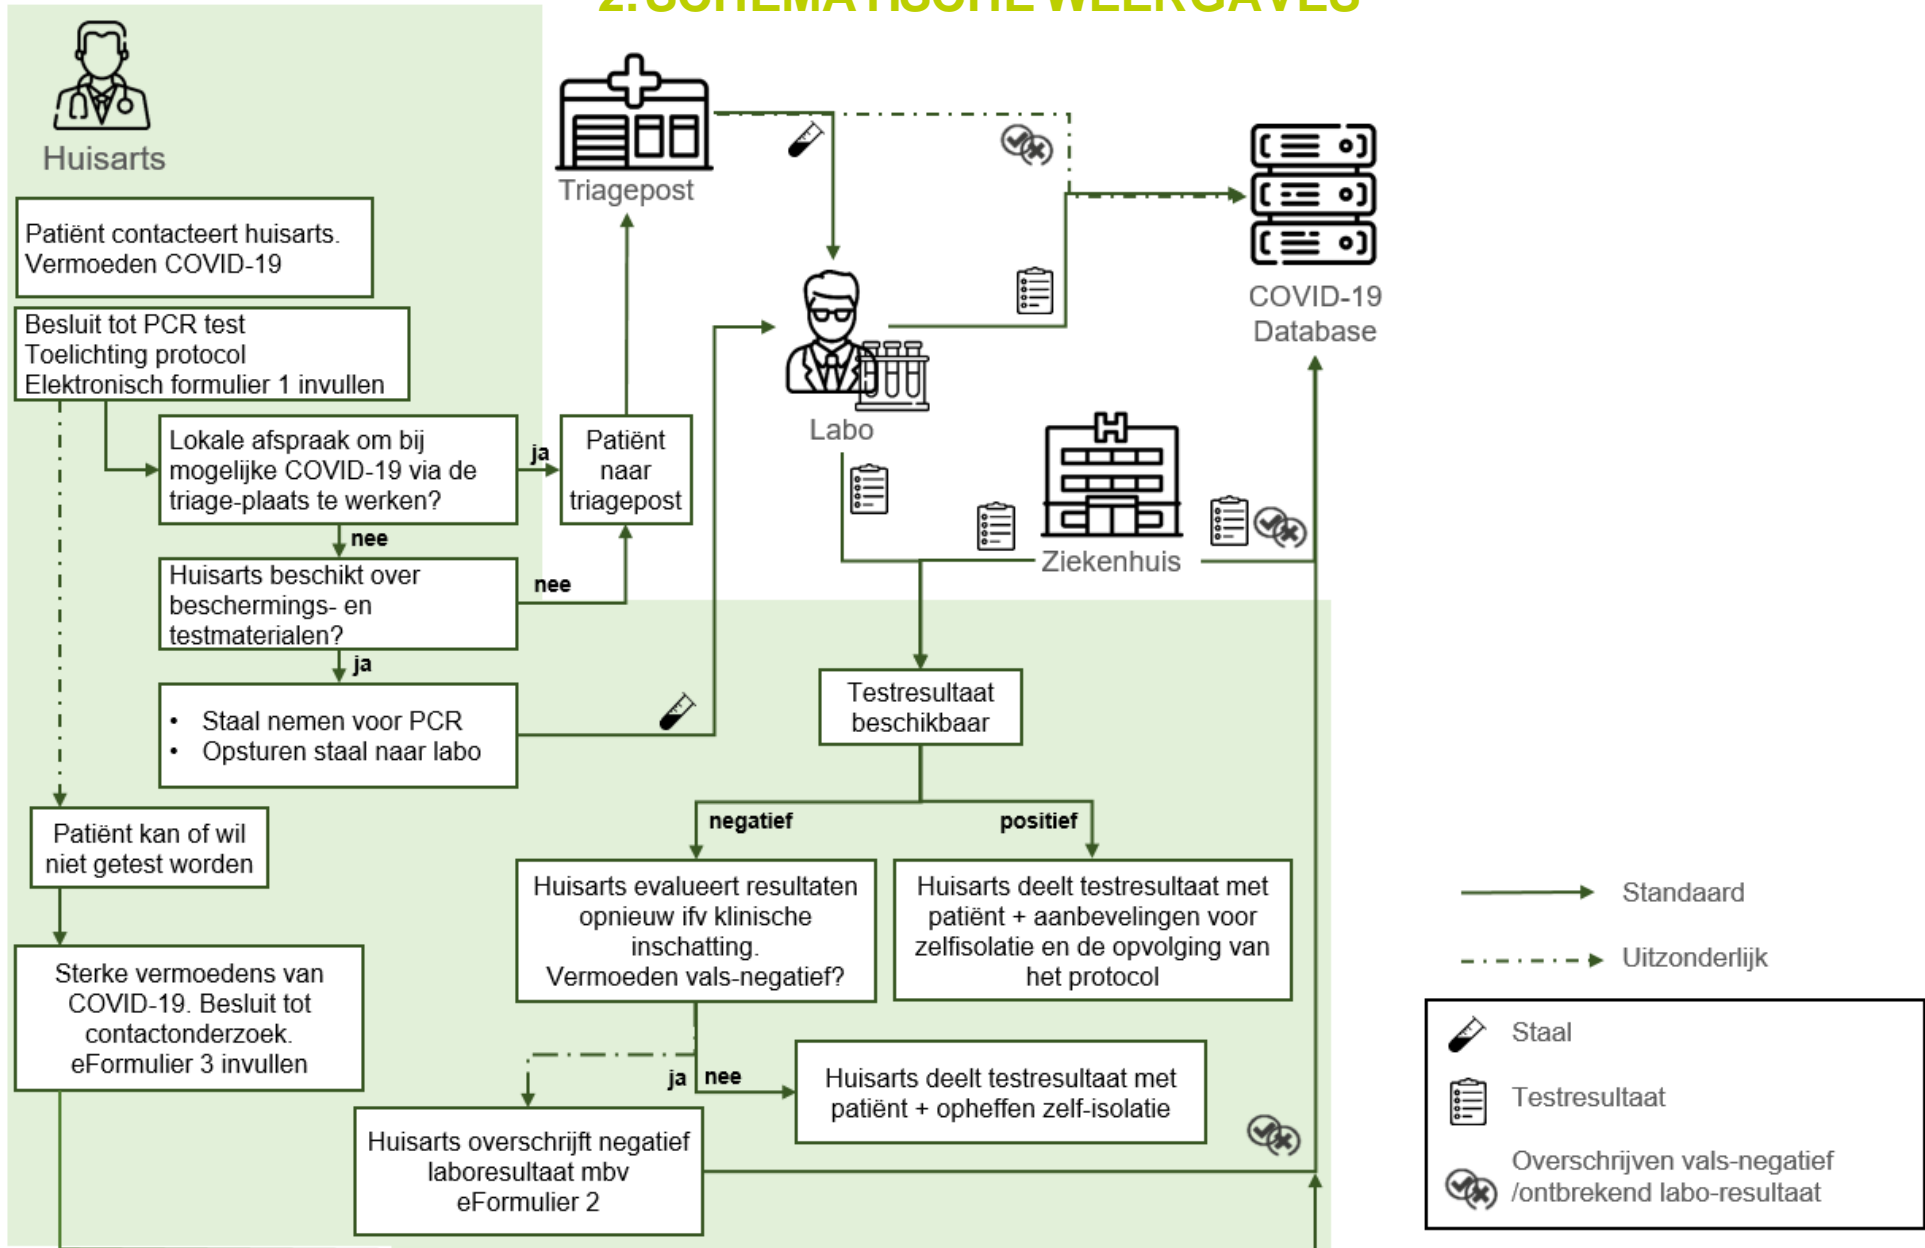 2. SCHEMATISCHE WEERGAVES
Huisarts
Patiënt contacteert huisarts.
Vermoeden COVID-19
Besluit tot PCR test
Toelichting protocol
Elektronisch formulier 1 invullen
Lokale afspraak om bij
mogelijke COVID-19 via de
triage-plaats te werken?
ja
Patiënt
naar
triagepost
nee
Huisarts beschikt over
beschermings- en
testmaterialen?
nee
ja
• Staal nemen voor PCR
• Opsturen staal naar labo
Patiënt kan of wil
niet getest worden
Sterke vermoedens van
COVID-19. Besluit tot
contactonderzoek.
eFormulier 3 invullen
Triagepost
Labo
COVID-19
Database
Ziekenhuis
Testresultaat
beschikbaar
negatief
positief
Huisarts evalueert resultaten
opnieuw ifv klinische
inschatting.
Vermoeden vals-negatief?
Huisarts deelt testresultaat met
patiënt + aanbevelingen voor
zelfisolatie en de opvolging van
het protocol
ja
nee
Huisarts deelt testresultaat met
patiënt + opheffen zelf-isolatie
Huisarts overschrijft negatief
laboresultaat mbv
eFormulier 2
Standaard
Uitzonderlijk
Staal
Testresultaat
Overschrijven vals-negatief
/ontbrekend labo-resultaat